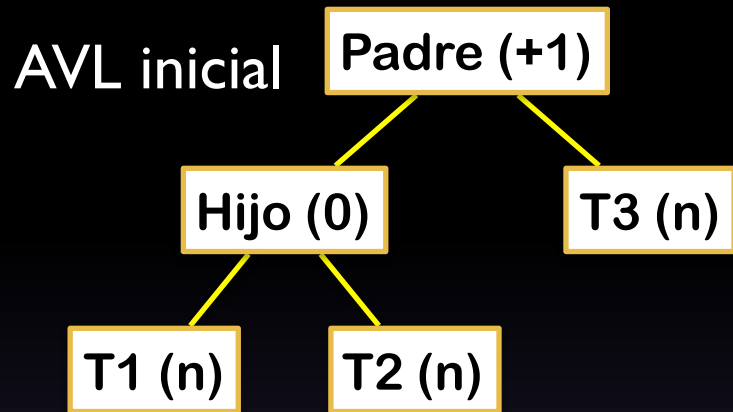 AVL inicial
Padre (+1)
Hijo (0)
T3 (n)
T1 (n)
T2 (n)